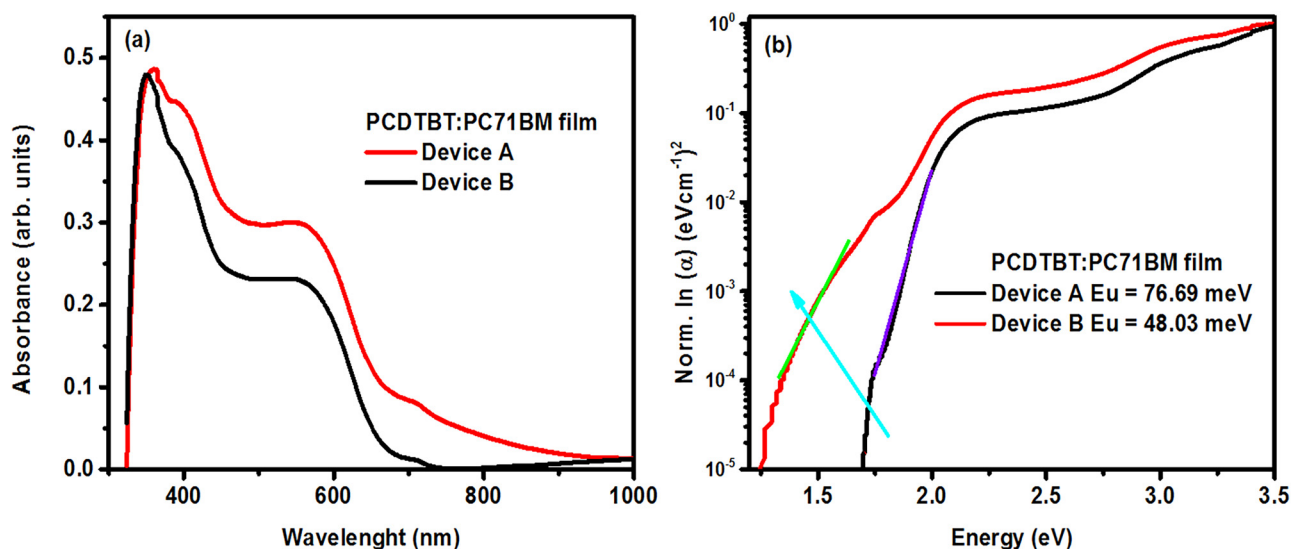 (a)
PCDTBT:PC71BM film
Device A
Device B
Absorbance (arb. units)
0.5
0.4
0.3
0.2
0.1
0.0
400
600
800
1000
Wavelenght (nm)
(b)
PCDTBT:PC71BM film
Device A Eu = 76.69 meV
Device B Eu = 48.03 meV
Norm. ln (α) (eVcm⁻¹)²
10⁰
10⁻¹
10⁻²
10⁻³
10⁻⁴
10⁻⁵
1.5
2.0
2.5
3.0
3.5
Energy (eV)